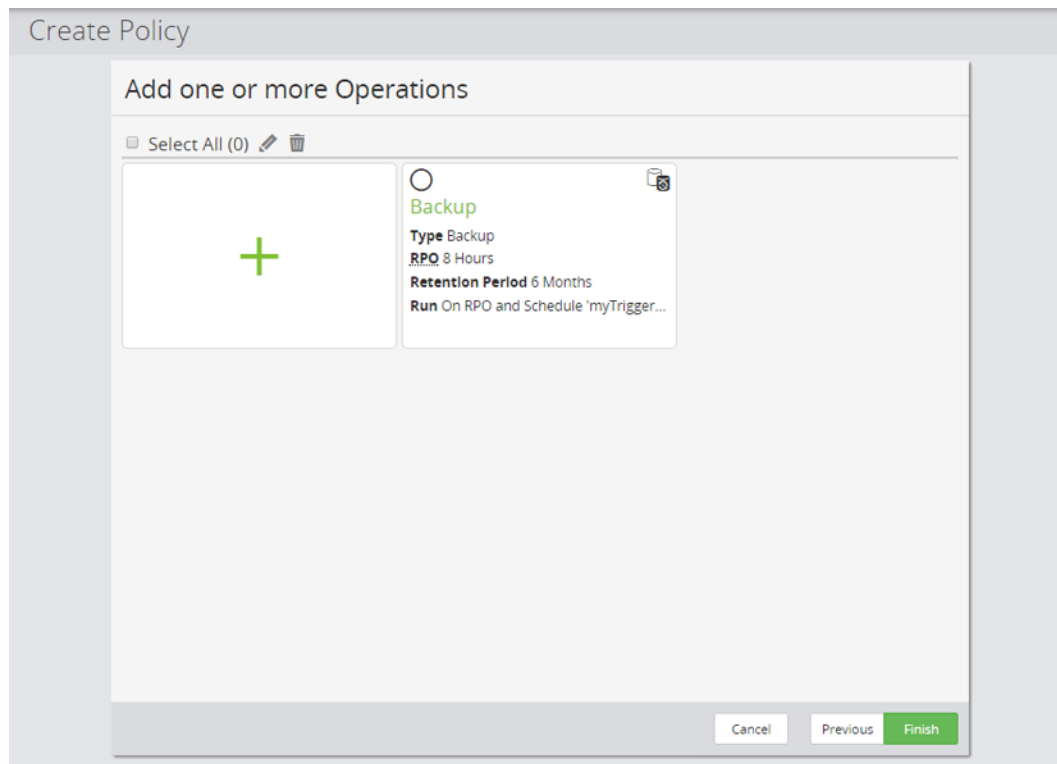 Create Policy
Add one or more Operations
Select All (0)
Backup
Type Backup
RPO 8 Hours
Retention Period 6 Months
Run On RPO and Schedule 'myTrigger...
Cancel
Previous
Finish